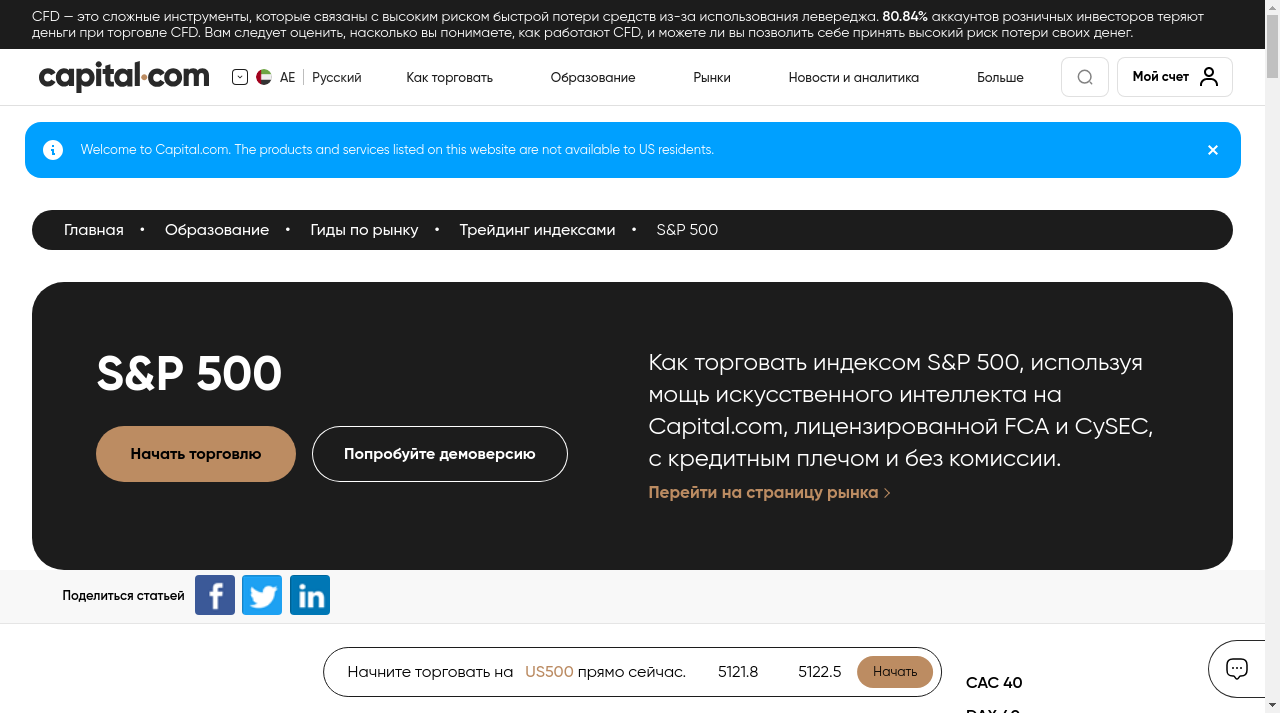 CFD — это сложные инструменты, которые связаны с высоким риском быстрой потери средств из-за использования левереджа. 80.84% аккаунтов розничных инвесторов теряют
деньги при торговле CFD. Вам следует оценить, насколько вы понимаете, как работают CFD, и можете ли вы позволить себе принять высокий риск потери своих денег.
capital.com AE Русский Как торговать Образование Рынки Новости и аналитика Больше Мой счет
Welcome to Capital.com. The products and services listed on this website are not available to US residents.
Главная • Образование • Гиды по рынку • Трейдинг индексами • S&P 500
S&P 500
Начать торговлю Попробуйте демоверсию
Как торговать индексом S&P 500, используя
мощь искусственного интеллекта на
Capital.com, лицензированной FCA и CySEC,
с кредитным плечом и без комиссии.
Перейти на страницу рынка
Поделиться статьей
Начните торговать на US500 прямо сейчас. 5121.8 5122.5 Начать
CAC 40
DAX 40